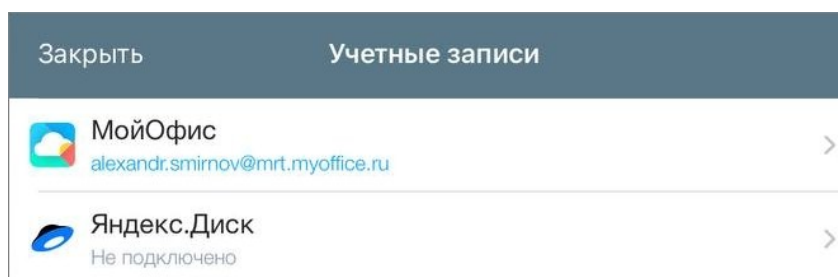 Закрыть Учетные записи
МойОфис
alexandr.smirnov@mrt.myoffice.ru
Яндекс.Диск
Не подключено